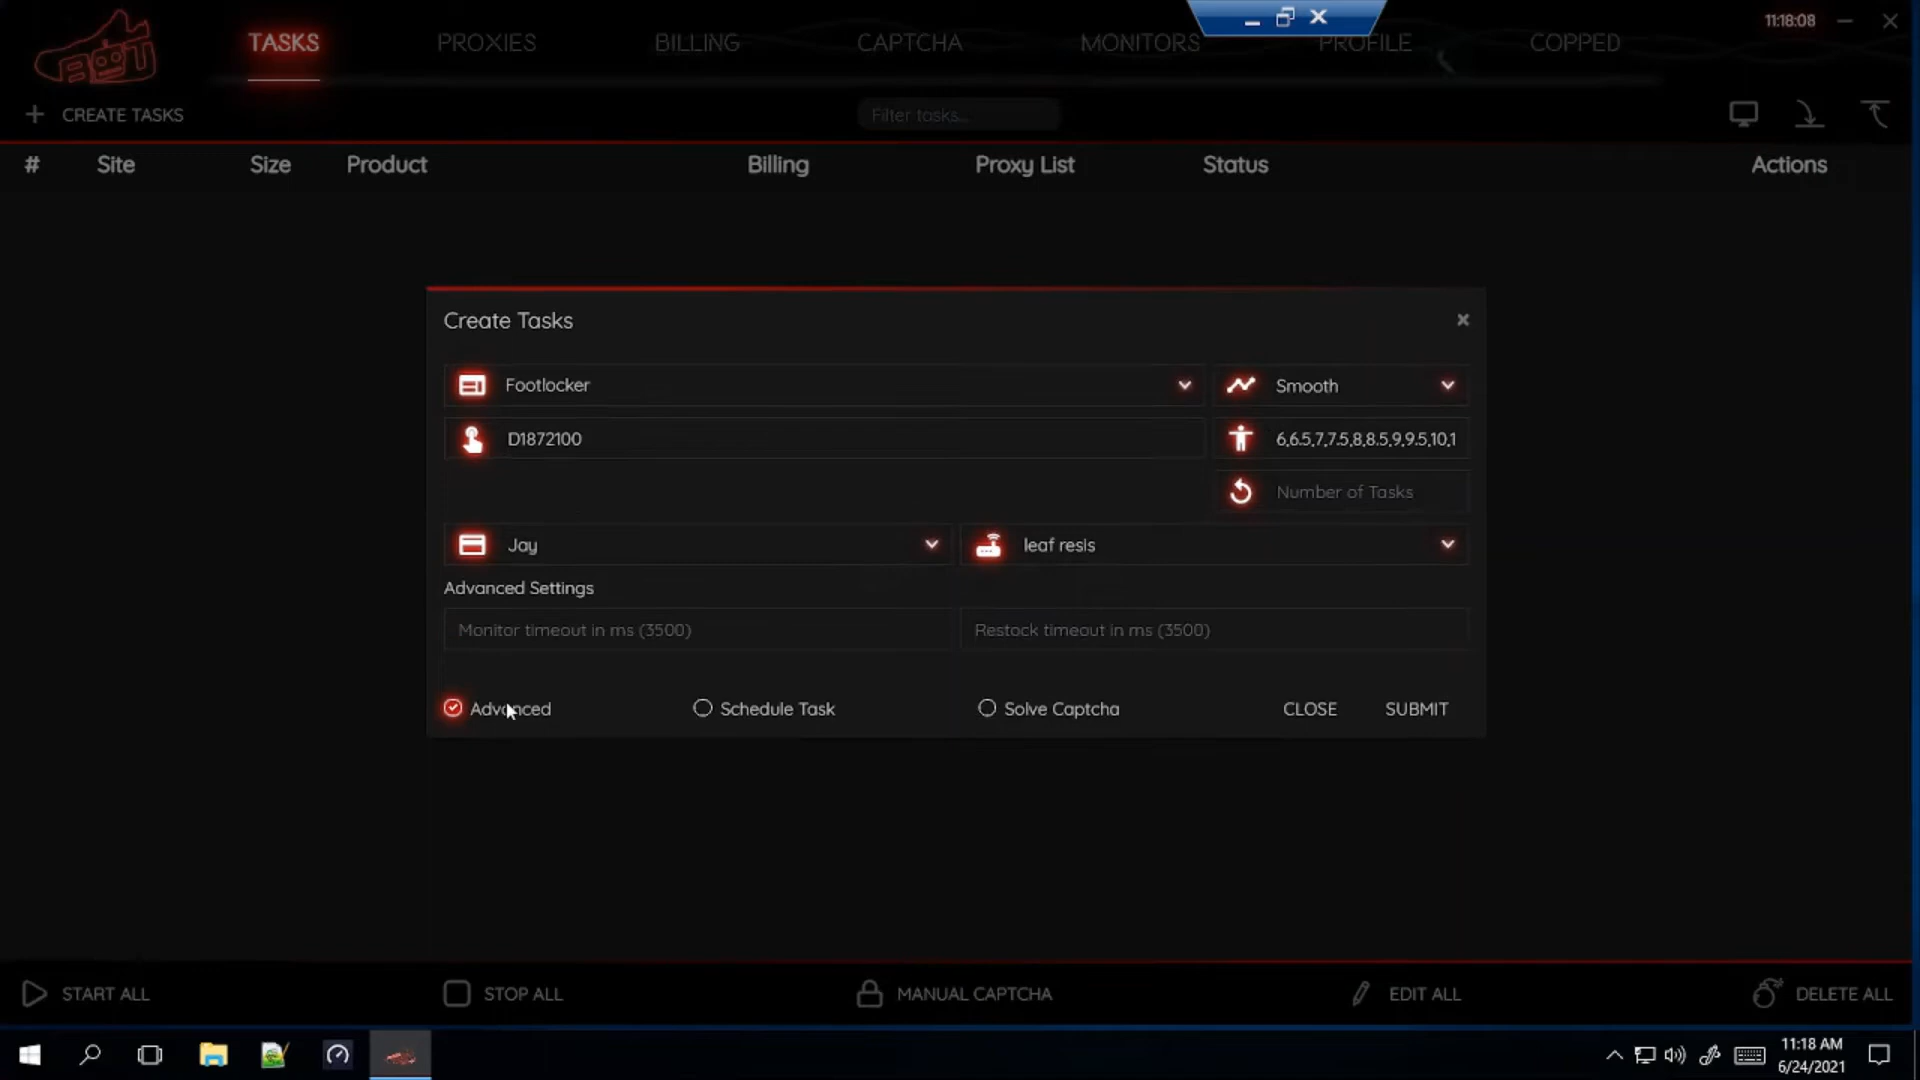 TASKS
PROXIES
BILLING
CAPTCHA
MONITORS
PROFILE
COPPED
11:18:08
CREATE TASKS
Filter tasks...
# Site Size Product Billing Proxy List Status Actions
Create Tasks
Footlocker
Smooth
D1872100
6,6.5,7,7.5,8,8.5,9,9.5,10,1
Number of Tasks
Jay
leaf resis
Advanced Settings
Monitor timeout in ms (3500)
Restock timeout in ms (3500)
Advanced
Schedule Task
Solve Captcha
CLOSE
SUBMIT
START ALL
STOP ALL
MANUAL CAPTCHA
EDIT ALL
DELETE ALL
11:18 AM
6/24/2021